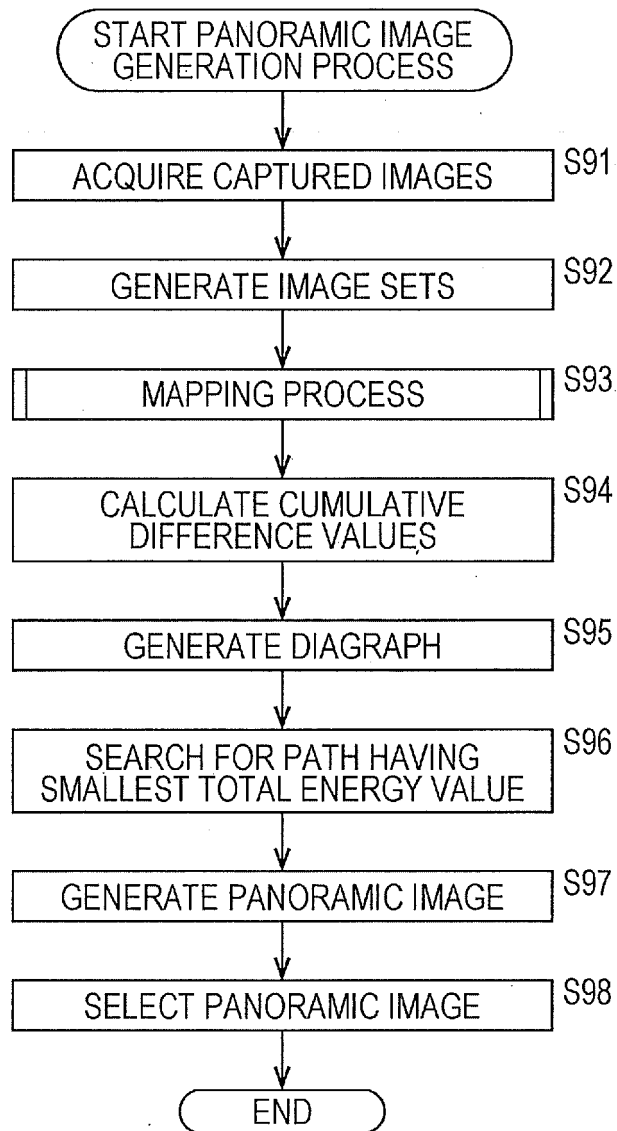 START PANORAMIC IMAGE
GENERATION PROCESS
ACQUIRE CAPTURED IMAGES
S91
GENERATE IMAGE SETS
S92
MAPPING PROCESS
S93
CALCULATE CUMULATIVE
DIFFERENCE VALUES
S94
GENERATE DIAGRAPH
S95
SEARCH FOR PATH HAVING
SMALLEST TOTAL ENERGY VALUE
S96
GENERATE PANORAMIC IMAGE
S97
SELECT PANORAMIC IMAGE
S98
END